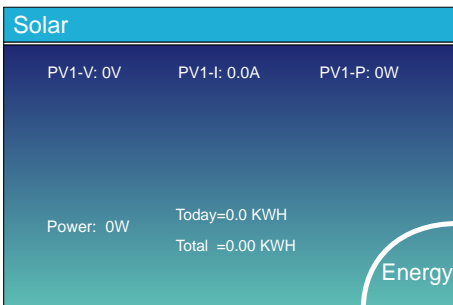 Solar
PV1-V: 0V PV1-I: 0.0A PV1-P: 0W
Today=0.0 KWH
Power: 0W
Total =0.00 KWH
Energy